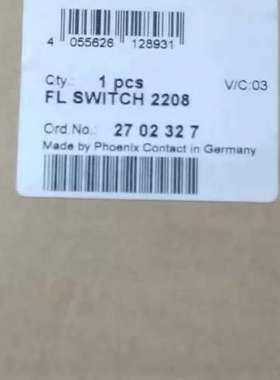 4 055626 128931
Qty.: 1 pcs V/C:03
FL SWITCH 2208
Ord.No.: 27 02 32 7
Made by Phoenix Contact in Germany